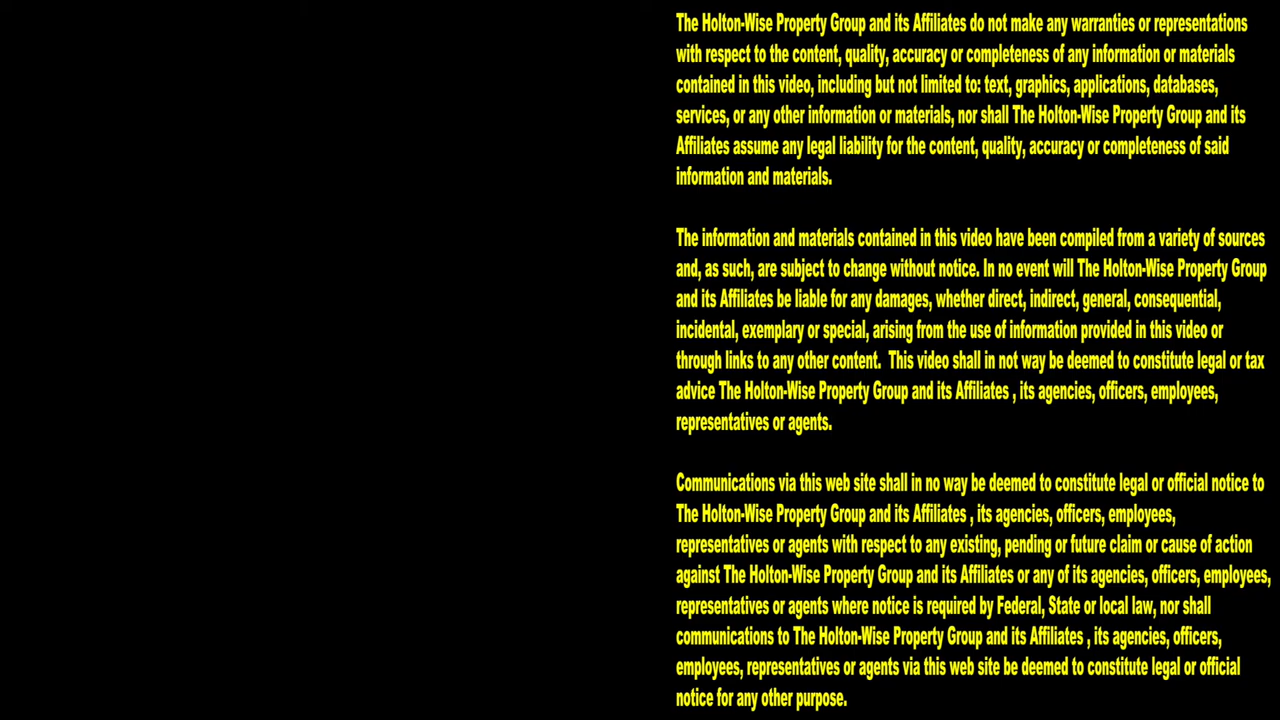 The Holton-Wise Property Group and its Affiliates do not make any warranties or representations
with respect to the content, quality, accuracy or completeness of any information or materials
contained in this video, including but not limited to: text, graphics, applications, databases,
services, or any other information or materials, nor shall The Holton-Wise Property Group and its
Affiliates assume any legal liability for the content, quality, accuracy or completeness of said
information and materials.
The information and materials contained in this video have been compiled from a variety of sources
and, as such, are subject to change without notice. In no event will The Holton-Wise Property Group
and its Affiliates be liable for any damages, whether direct, indirect, general, consequential,
incidental, exemplary or special, arising from the use of information provided in this video or
through links to any other content.  This video shall in not way be deemed to constitute legal or tax
advice The Holton-Wise Property Group and its Affiliates , its agencies, officers, employees,
representatives or agents.
Communications via this web site shall in no way be deemed to constitute legal or official notice to
The Holton-Wise Property Group and its Affiliates , its agencies, officers, employees,
representatives or agents with respect to any existing, pending or future claim or cause of action
against The Holton-Wise Property Group and its Affiliates or any of its agencies, officers, employees,
representatives or agents where notice is required by Federal, State or local law, nor shall
communications to The Holton-Wise Property Group and its Affiliates , its agencies, officers,
employees, representatives or agents via this web site be deemed to constitute legal or official
notice for any other purpose.